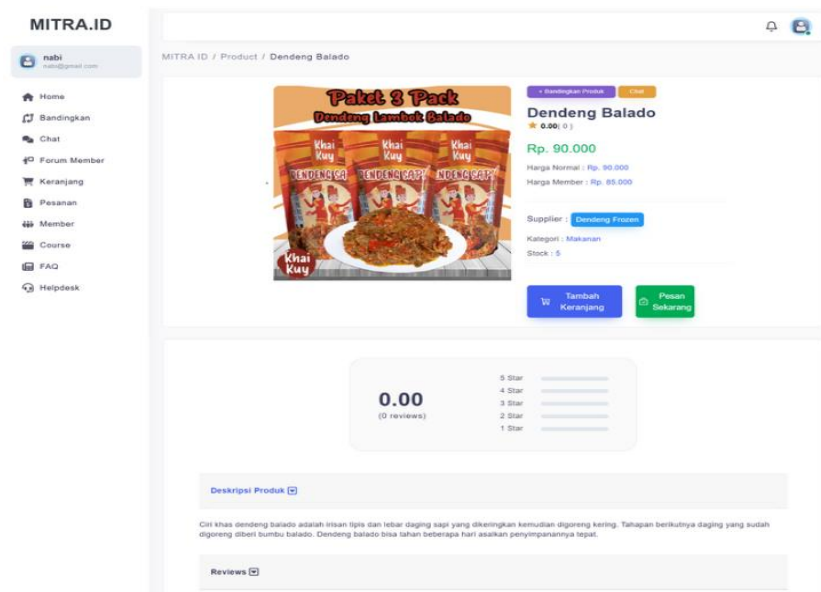 MITRA.ID
nabi
nabi@gmail.com
Home
Bandingkan
Chat
Forum Member
Keranjang
Pesanan
Member
Course
FAQ
Helpdesk
MITRA ID / Product / Dendeng Balado
Paket 3 Pack
Dendeng Lambok Balado
Khai Kuy
Khai Kuy
Khai Kuy
Khai Kuy
+ Bandingkan Produk
Chat
Dendeng Balado
0.00( 0 )
Rp. 90.000
Harga Normal : Rp. 90.000
Harga Member : Rp. 85.000
Supplier : Dendeng Frozen
Kategori : Makanan
Stock : 5
Tambah Keranjang
Pesan Sekarang
0.00
(0 reviews)
5 Star
4 Star
3 Star
2 Star
1 Star
Deskripsi Produk
Ciri khas dendeng balado adalah irisan tipis dan lebar daging sapi yang dikeringkan kemudian digoreng kering. Tahapan berikutnya daging yang sudah
digoreng diberi bumbu balado. Dendeng balado bisa tahan beberapa hari asalkan penyimpanannya tepat.
Reviews